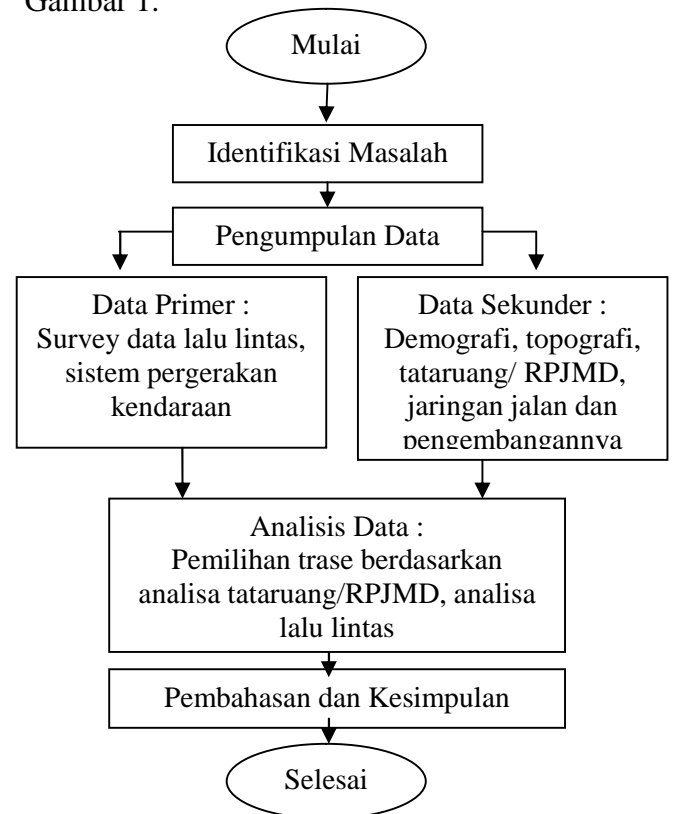 Gambar 1.
Mulai
Identifikasi Masalah
Pengumpulan Data
Data Primer :
Survey data lalu lintas,
sistem pergerakan
kendaraan
Data Sekunder :
Demografi, topografi,
tataruang/ RPJMD,
jaringan jalan dan
pengembangannya
Analisis Data :
Pemilihan trase berdasarkan
analisa tataruang/RPJMD, analisa
lalu lintas
Pembahasan dan Kesimpulan
Selesai